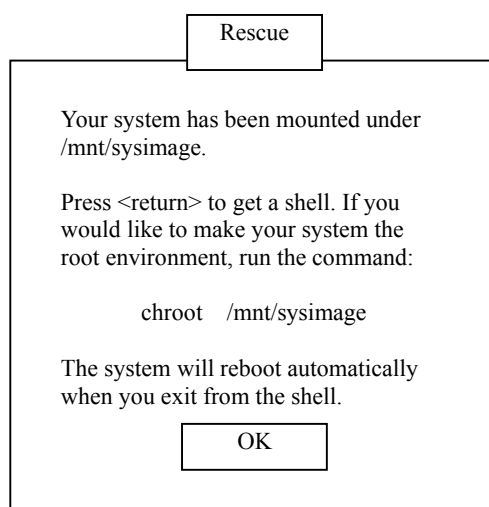 Rescue
Your system has been mounted under
/mnt/sysimage.
Press <return> to get a shell. If you
would like to make your system the
root environment, run the command:
chroot /mnt/sysimage
The system will reboot automatically
when you exit from the shell.
OK